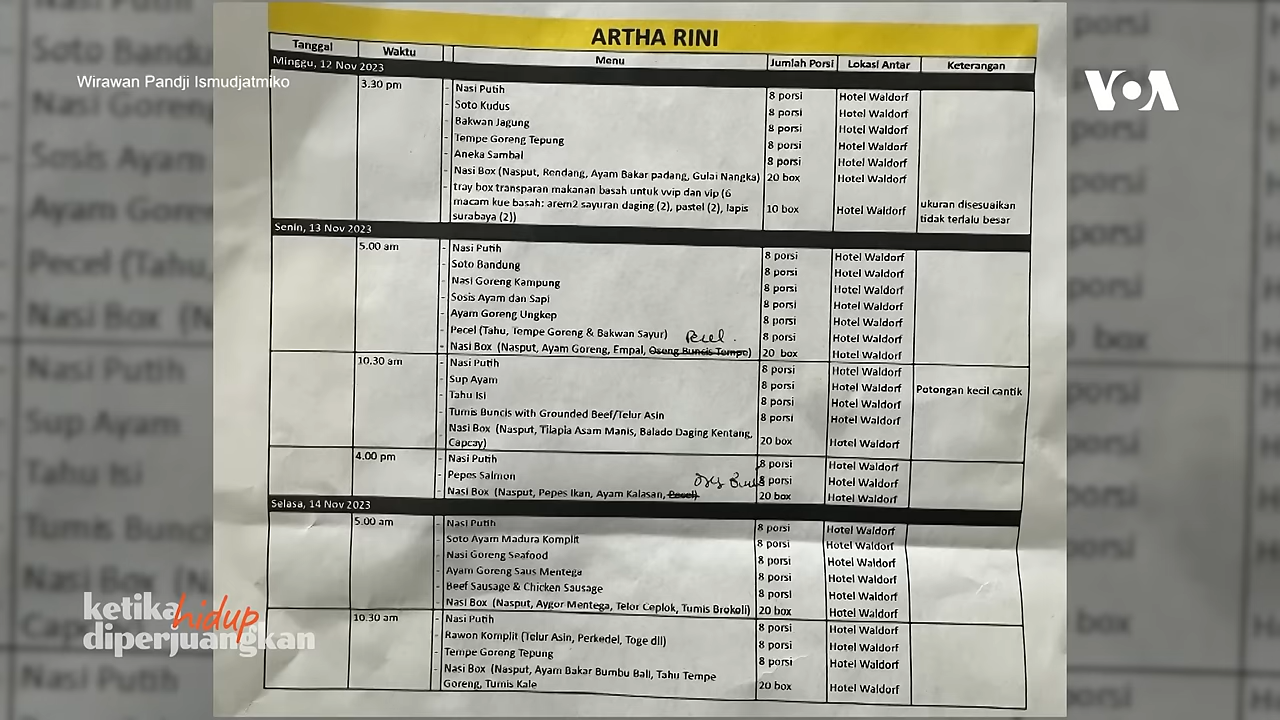 ARTHA RINI
Tanggal Waktu Menu Jumlah Porsi Lokasi Antar Keterangan
Minggu, 12 Nov 2023
Wirawan Pandji Ismudjatmiko
VOA
3.30 pm - Nasi Putih 8 porsi Hotel Waldorf
- Soto Kudus 8 porsi Hotel Waldorf
- Bakwan Jagung 8 porsi Hotel Waldorf
- Tempe Goreng Tepung 8 porsi Hotel Waldorf
- Aneka Sambal 8 porsi Hotel Waldorf
- Nasi Box (Nasput, Rendang, Ayam Bakar padang, Gulai Nangka) 20 box Hotel Waldorf
- tray box transparan makanan basah untuk vvip dan vip (6
macam kue basah: arem2 sayuran daging (2), pastel (2), lapis 10 box Hotel Waldorf ukuran disesuaikan
surabaya (2)) tidak terlalu besar
Senin, 13 Nov 2023
5.00 am - Nasi Putih 8 porsi Hotel Waldorf
- Soto Bandung 8 porsi Hotel Waldorf
- Nasi Goreng Kampung 8 porsi Hotel Waldorf
- Sosis Ayam dan Sapi 8 porsi Hotel Waldorf
- Ayam Goreng Ungkep 8 porsi Hotel Waldorf
- Pecel (Tahu, Tempe Goreng & Bakwan Sayur) Pecel 8 porsi Hotel Waldorf
- Nasi Box (Nasput, Ayam Goreng, Empal, Oseng Buncis Tempe) 20 box Hotel Waldorf
10.30 am - Nasi Putih 8 porsi Hotel Waldorf
- Sup Ayam 8 porsi Hotel Waldorf Potongan kecil cantik
- Tahu Isi 8 porsi Hotel Waldorf
- Tumis Buncis with Grounded Beef/Telur Asin 8 porsi Hotel Waldorf
- Nasi Box (Nasput, Tilapia Asam Manis, Balado Daging Kentang,
Capcay) 20 box Hotel Waldorf
4.00 pm - Nasi Putih 8 porsi Hotel Waldorf
- Pepes Salmon 8 porsi Hotel Waldorf
- Nasi Box (Nasput, Pepes Ikan, Ayam Kalasan, Pecel) 20 box Hotel Waldorf
Selasa, 14 Nov 2023
5.00 am - Nasi Putih 8 porsi Hotel Waldorf
- Soto Ayam Madura Komplit 8 porsi Hotel Waldorf
- Nasi Goreng Seafood 8 porsi Hotel Waldorf
- Ayam Goreng Saus Mentega 8 porsi Hotel Waldorf
- Beef Sausage & Chicken Sausage 8 porsi Hotel Waldorf
- Nasi Box (Nasput, Aygor Mentega, Telor Ceplok, Tumis Brokoli) 20 box Hotel Waldorf
10.30 am - Nasi Putih 8 porsi Hotel Waldorf
- Rawon Komplit (Telur Asin, Perkedel, Toge dll) 8 porsi Hotel Waldorf
- Tempe Goreng Tepung 8 porsi Hotel Waldorf
- Nasi Box (Nasput, Ayam Bakar Bumbu Bali, Tahu Tempe
Goreng, Tumis Kale 20 box Hotel Waldorf
ketika hidup
diperjuangkan